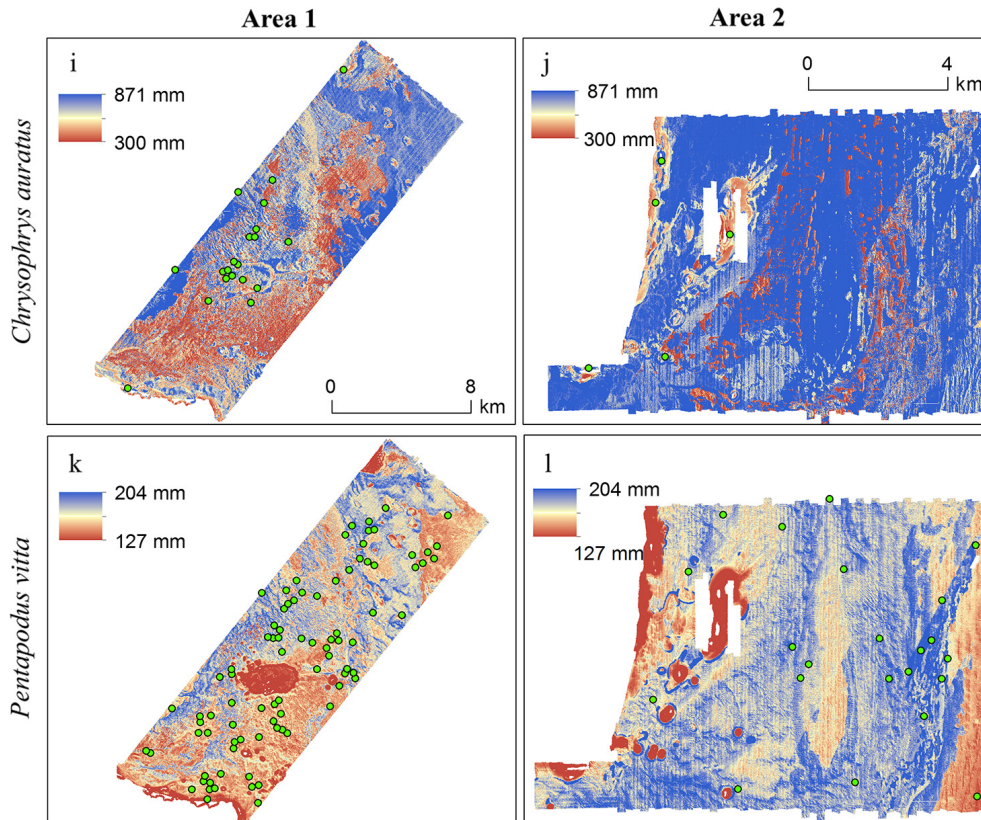 Area 1
Area 2
Chrysophrys auratus
i
871 mm
300 mm
0 8
km
j
871 mm
300 mm
0 4
km
Pentapodus vitta
k
204 mm
127 mm
l
204 mm
127 mm